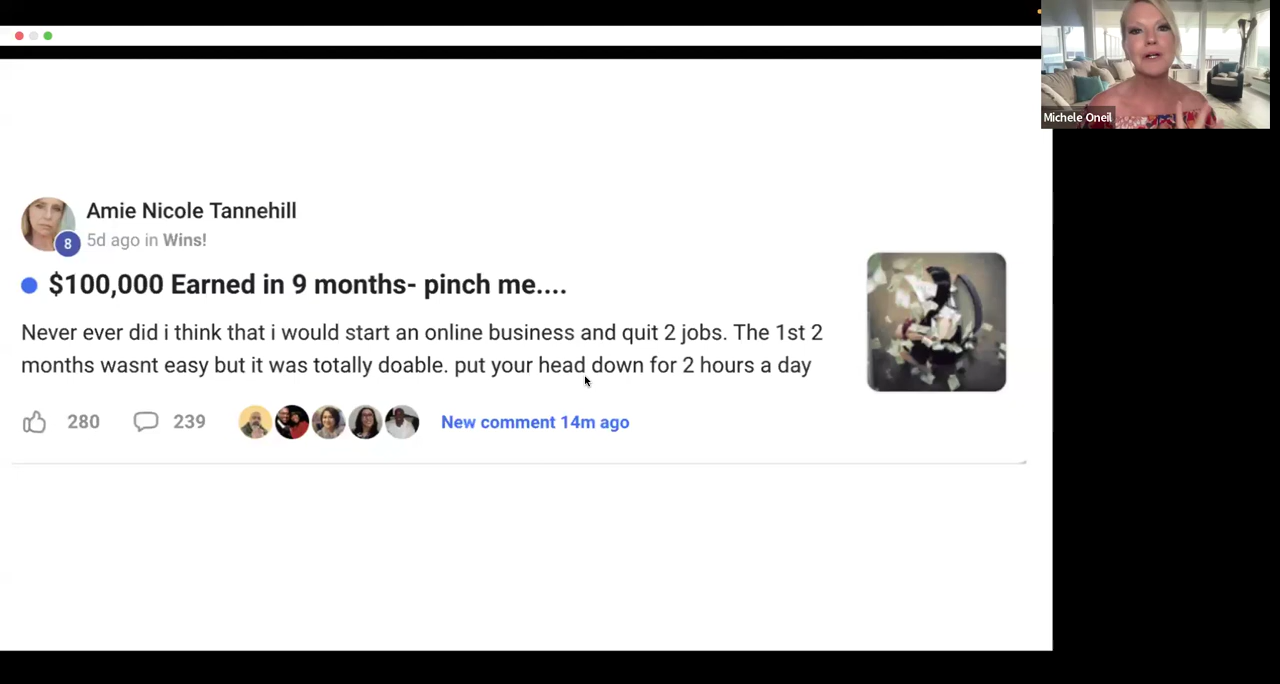 Michele Oneil
Amie Nicole Tannehill
8
5d ago in Wins!
$100,000 Earned in 9 months- pinch me....
Never ever did i think that i would start an online business and quit 2 jobs. The 1st 2
months wasnt easy but it was totally doable. put your head down for 2 hours a day
280 239 New comment 14m ago